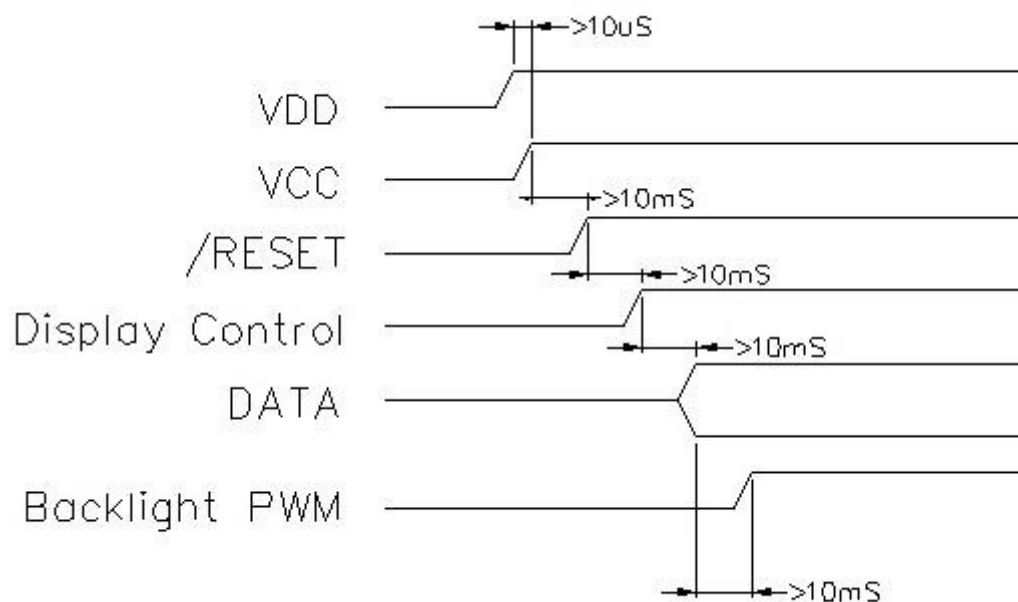 >10uS
VDD
VCC
>10mS
/RESET
>10mS
Display Control
>10mS
DATA
Backlight PWM
>10mS